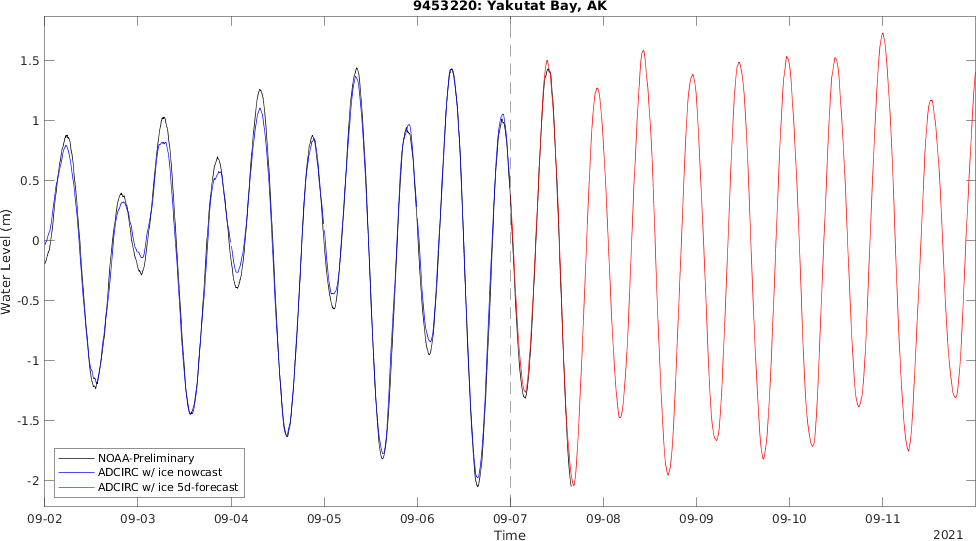 9453220: Yakutat Bay, AK
1.5
1
0.5
0
-0.5
-1
-1.5
-2
Water Level (m)
NOAA-Preliminary
ADCIRC w/ ice nowcast
ADCIRC w/ ice 5d-forecast
09-02 09-03 09-04 09-05 09-06 09-07 09-08 09-09 09-10 09-11
Time
2021